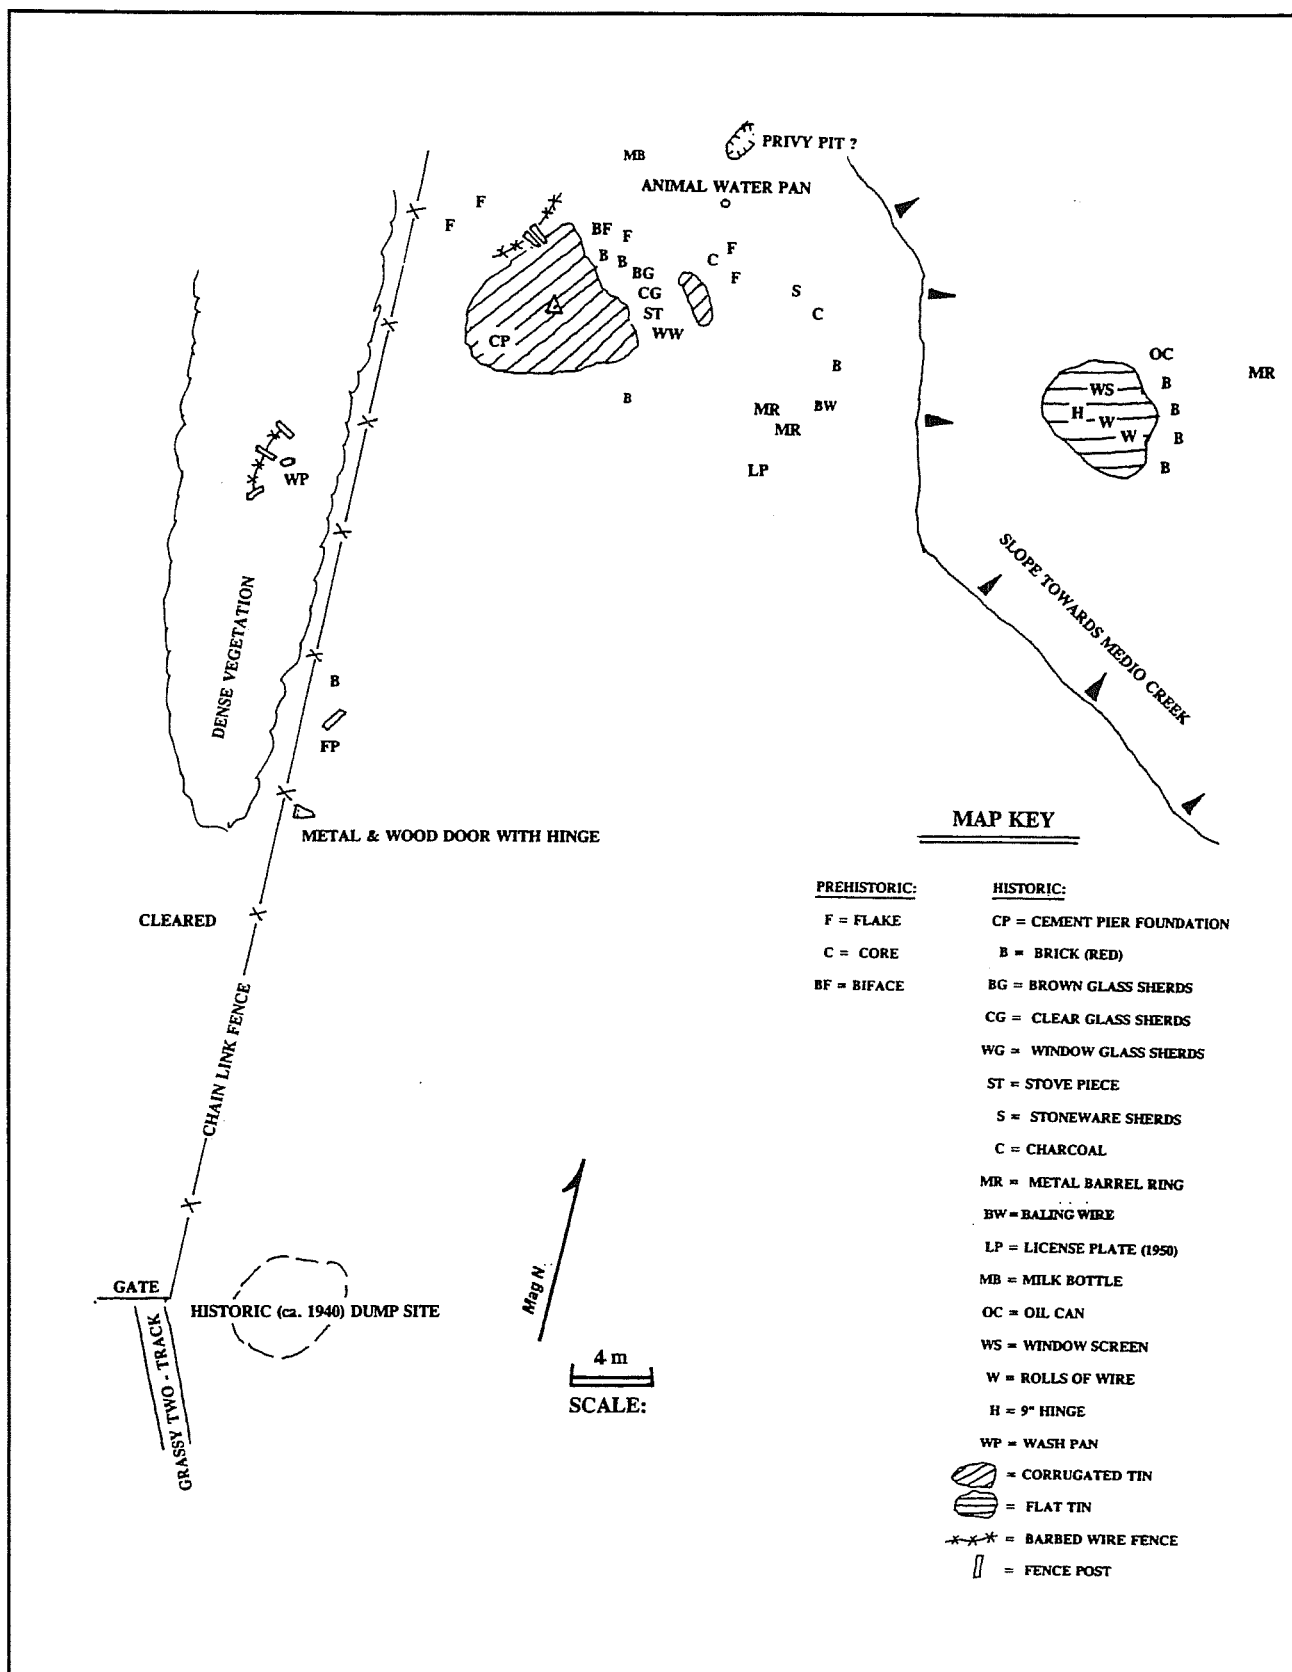 PRIVY PIT ?
MB
ANIMAL WATER PAN
F
F
BF
F
B
B
BG
CG
ST
WW
C
F
F
S
C
CP
B
B
MR
BW
MR
LP
OC
MR
WS
B
H
W
B
W
B
B
WP
SLOPE TOWARDS MEDIO CREEK
DENSE VEGETATION
B
FP
METAL & WOOD DOOR WITH HINGE
CLEARED
CHAIN LINK FENCE
GATE
HISTORIC (ca. 1940) DUMP SITE
GRASSY TWO - TRACK
Mag N.
4 m
SCALE:
MAP KEY
PREHISTORIC:
F = FLAKE
C = CORE
BF = BIFACE
HISTORIC:
CP = CEMENT PIER FOUNDATION
B = BRICK (RED)
BG = BROWN GLASS SHERDS
CG = CLEAR GLASS SHERDS
WG = WINDOW GLASS SHERDS
ST = STOVE PIECE
S = STONEWARE SHERDS
C = CHARCOAL
MR = METAL BARREL RING
BW = BALING WIRE
LP = LICENSE PLATE (1950)
MB = MILK BOTTLE
OC = OIL CAN
WS = WINDOW SCREEN
W = ROLLS OF WIRE
H = 9" HINGE
WP = WASH PAN
= CORRUGATED TIN
= FLAT TIN
= BARBED WIRE FENCE
= FENCE POST